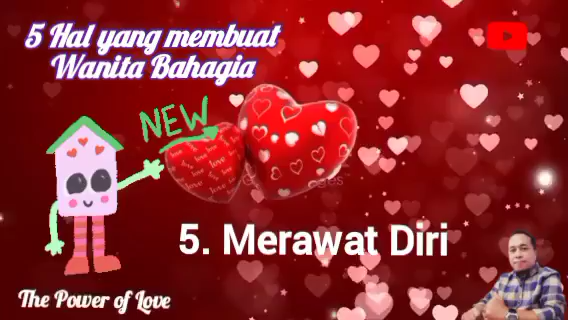 5 Hal yang membuat
Wanita Bahagia
NEW
5. Merawat Diri
The Power of Love